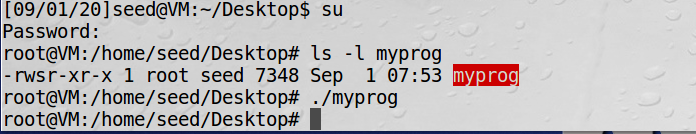 [09/01/20]seed@VM:~/Desktop$ su
Password:
root@VM:/home/seed/Desktop# ls -l myprog
-rwsr-xr-x 1 root seed 7348 Sep  1 07:53 myprog
root@VM:/home/seed/Desktop# ./myprog
root@VM:/home/seed/Desktop#